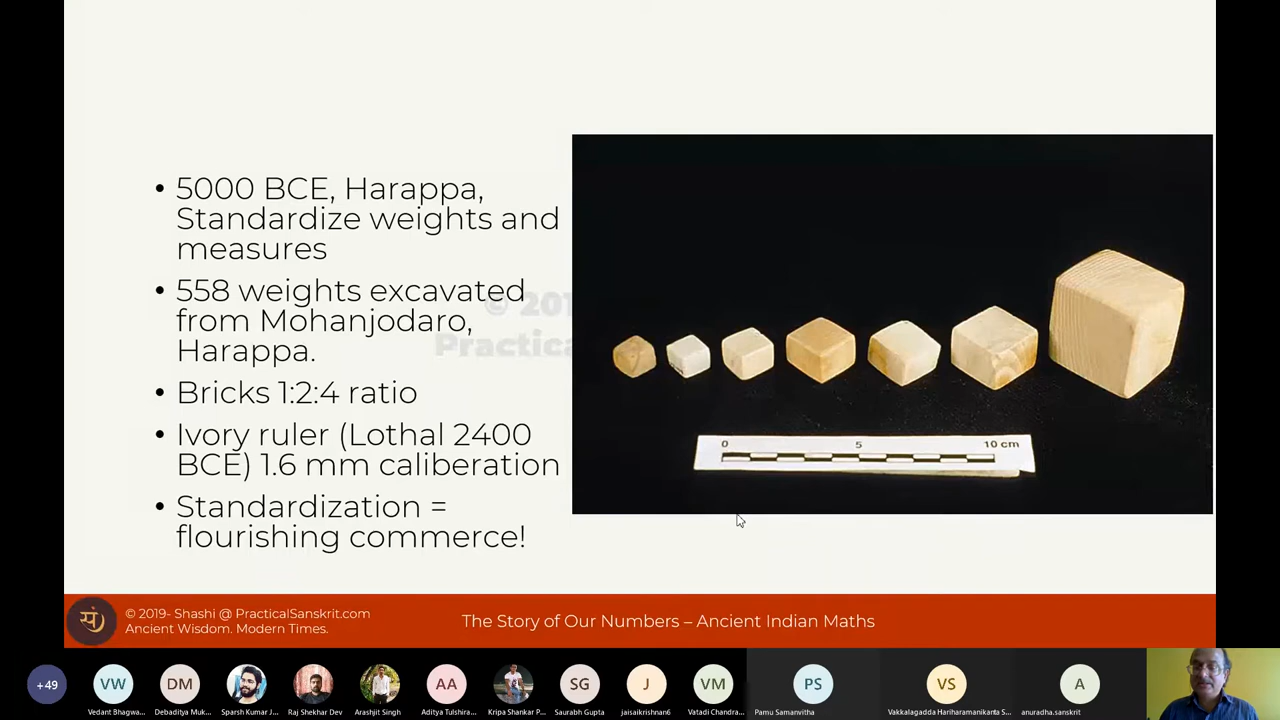 • 5000 BCE, Harappa,
Standardize weights and
measures
• 558 weights excavated
from Mohanjodaro,
Harappa.
• Bricks 1:2:4 ratio
• Ivory ruler (Lothal 2400
BCE) 1.6 mm caliberation
• Standardization =
flourishing commerce!
© 201
Practic
0 5 10 cm
सं
© 2019- Shashi @ PracticalSanskrit.com
Ancient Wisdom. Modern Times.
The Story of Our Numbers – Ancient Indian Maths
+49 VW DM AA SG J VM PS VS A
Vedant Bhagwa... Debaditya Muk... Sparsh Kumar J... Raj Shekhar Dev Arashjit Singh Aditya Tulshira... Kripa Shankar P... Saurabh Gupta jaisaikrishnan6 Vatadi Chandra... Pamu Samanvitha Vakkalagadda Hariharamanikanta S... anuradha.sanskrit